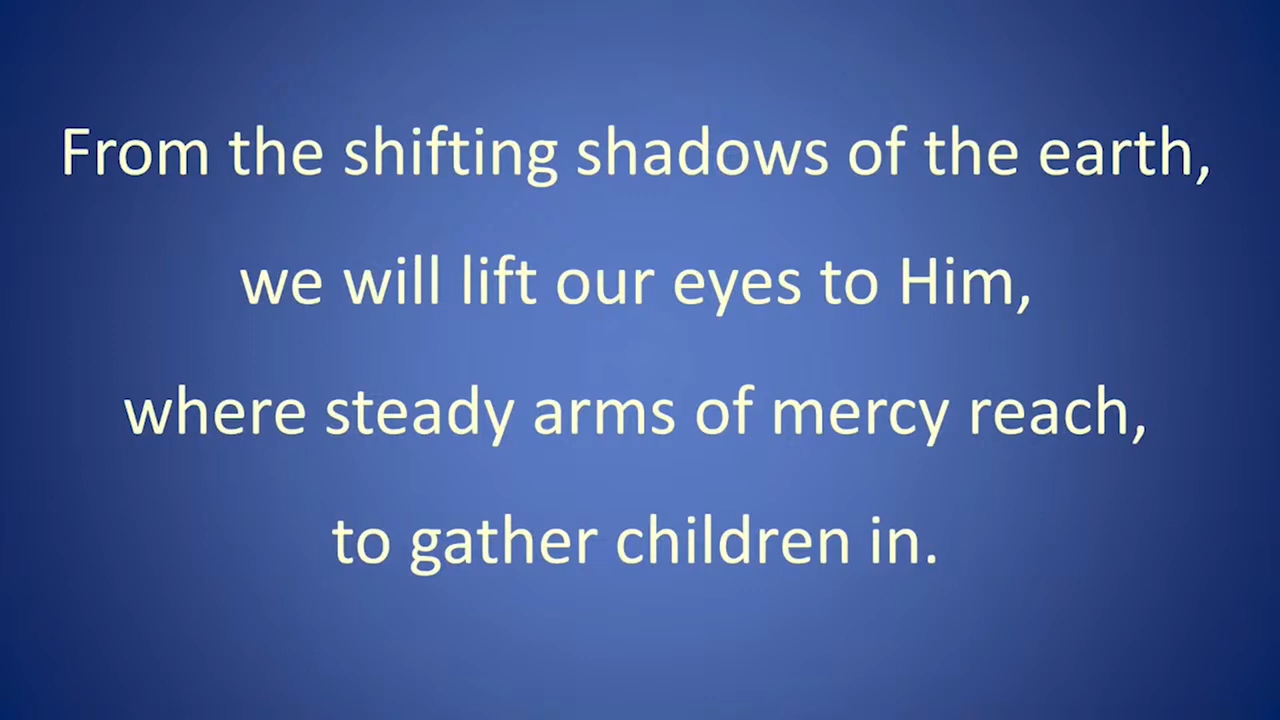 From the shifting shadows of the earth,
we will lift our eyes to Him,
where steady arms of mercy reach,
to gather children in.